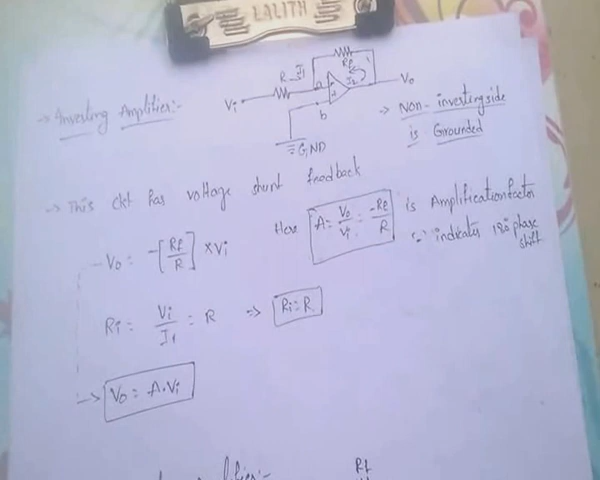 LALITH
R I1 Rf I2
Vi a Vo
b
GND
→ Inverting Amplifier:-
⇒ Non-investing side
is Grounded
→ This ckt has voltage shunt feedback
Here A = Vo/Vi = -Rf/R is Amplification factor
(-) indicates 180 phase
shift
Vo = -[Rf/R] × Vi
Ri = Vi/I1 = R ⇒ Ri = R
→ Vo = A.Vi
Rf